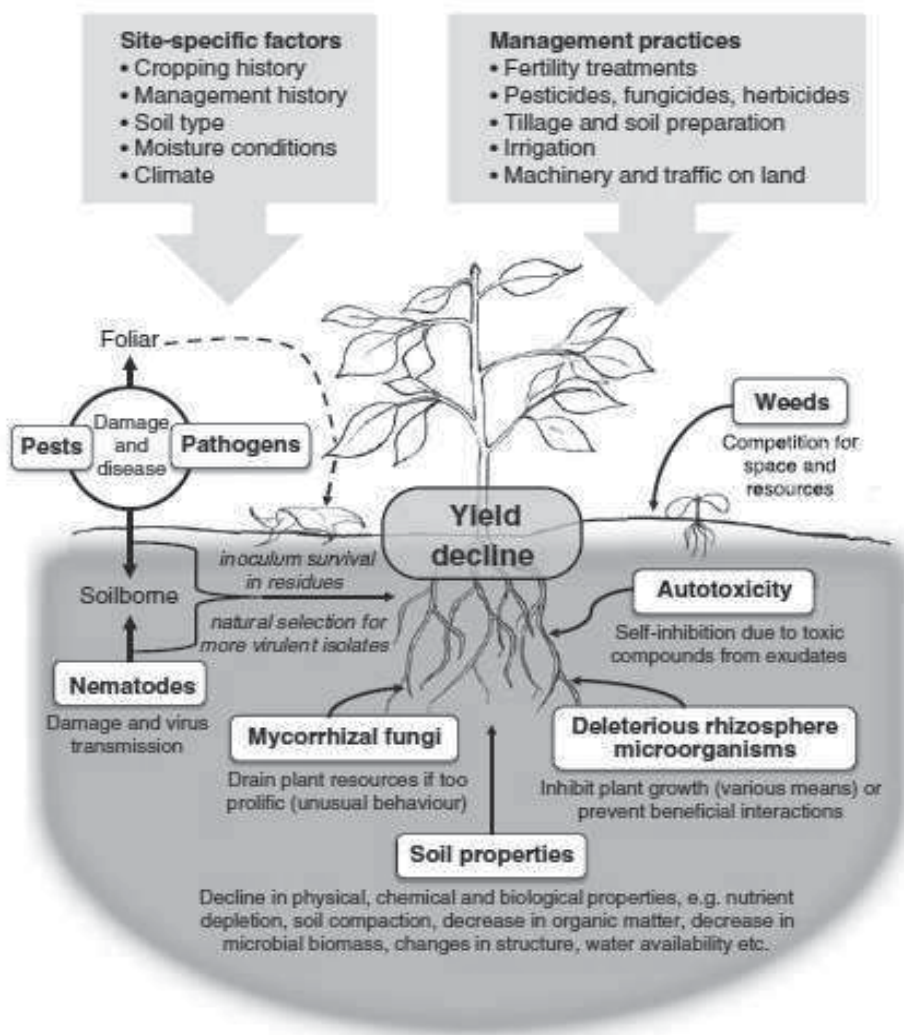 Site-specific factors
• Cropping history
• Management history
• Soil type
• Moisture conditions
• Climate
Management practices
• Fertility treatments
• Pesticides, fungicides, herbicides
• Tillage and soil preparation
• Irrigation
• Machinery and traffic on land
Foliar
Pests
Damage
and
disease
Pathogens
Weeds
Competition for
space and
resources
Yield
decline
inoculum survival
in residues
Soilborne
natural selection for
more virulent isolates
Autotoxicity
Self-inhibition due to toxic
compounds from exudates
Nematodes
Damage and virus
transmission
Mycorrhizal fungi
Drain plant resources if too
prolific (unusual behaviour)
Deleterious rhizosphere
microorganisms
Inhibit plant growth (various means) or
prevent beneficial interactions
Soil properties
Decline in physical, chemical and biological properties, e.g. nutrient
depletion, soil compaction, decrease in organic matter, decrease in
microbial biomass, changes in structure, water availability etc.